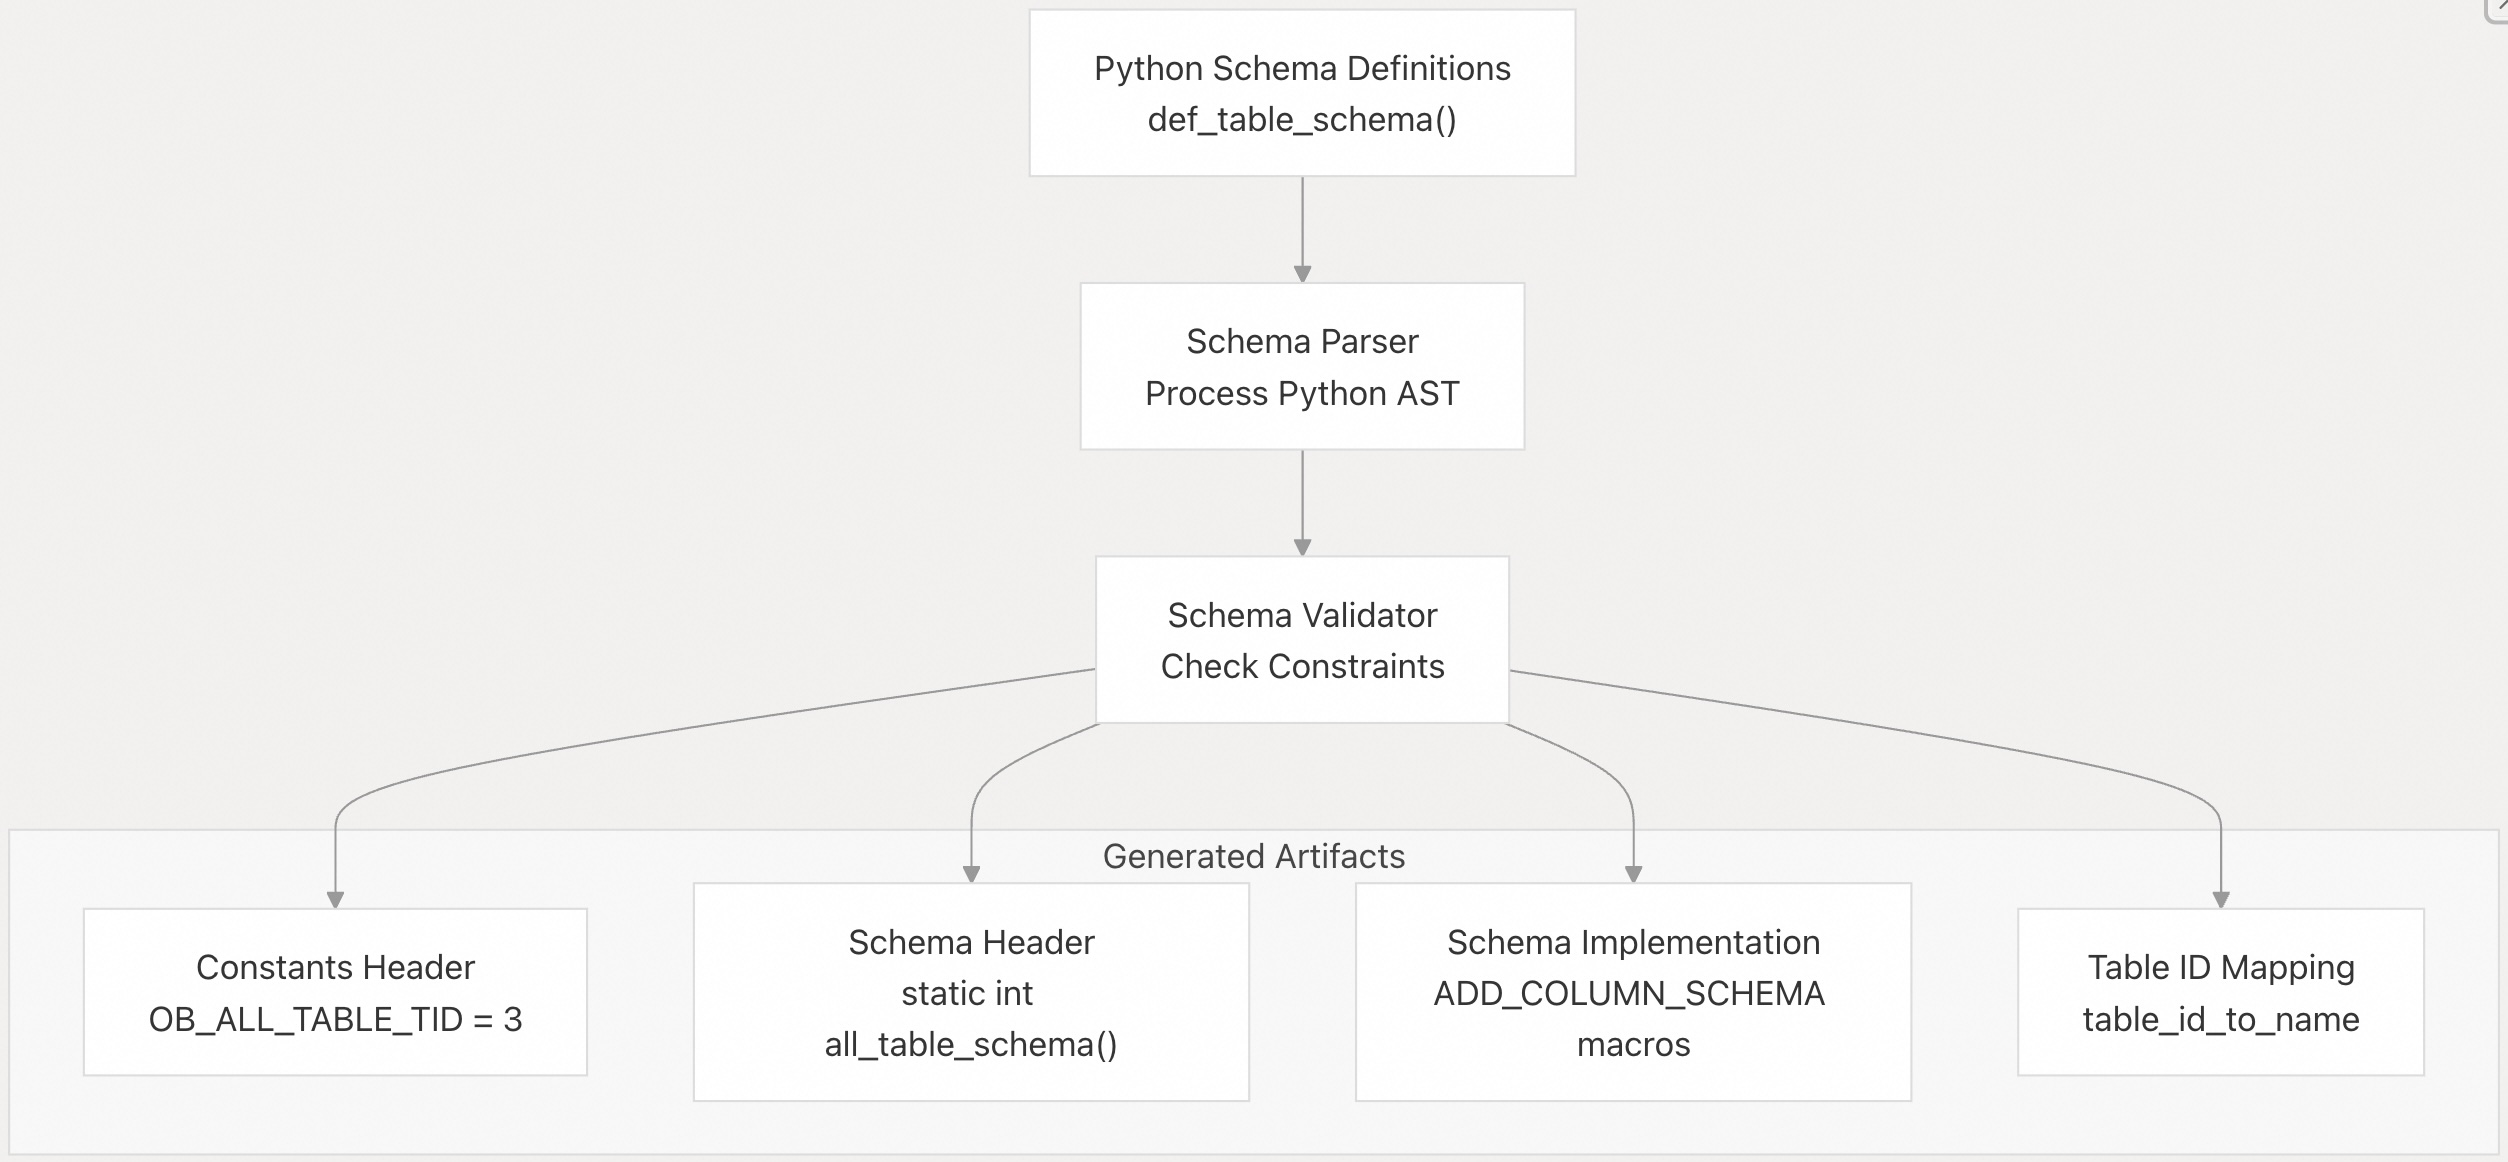 Python Schema Definitions
def_table_schema()
Schema Parser
Process Python AST
Schema Validator
Check Constraints
Generated Artifacts
Constants Header
OB_ALL_TABLE_TID = 3
Schema Header
static int
all_table_schema()
Schema Implementation
ADD_COLUMN_SCHEMA
macros
Table ID Mapping
table_id_to_name